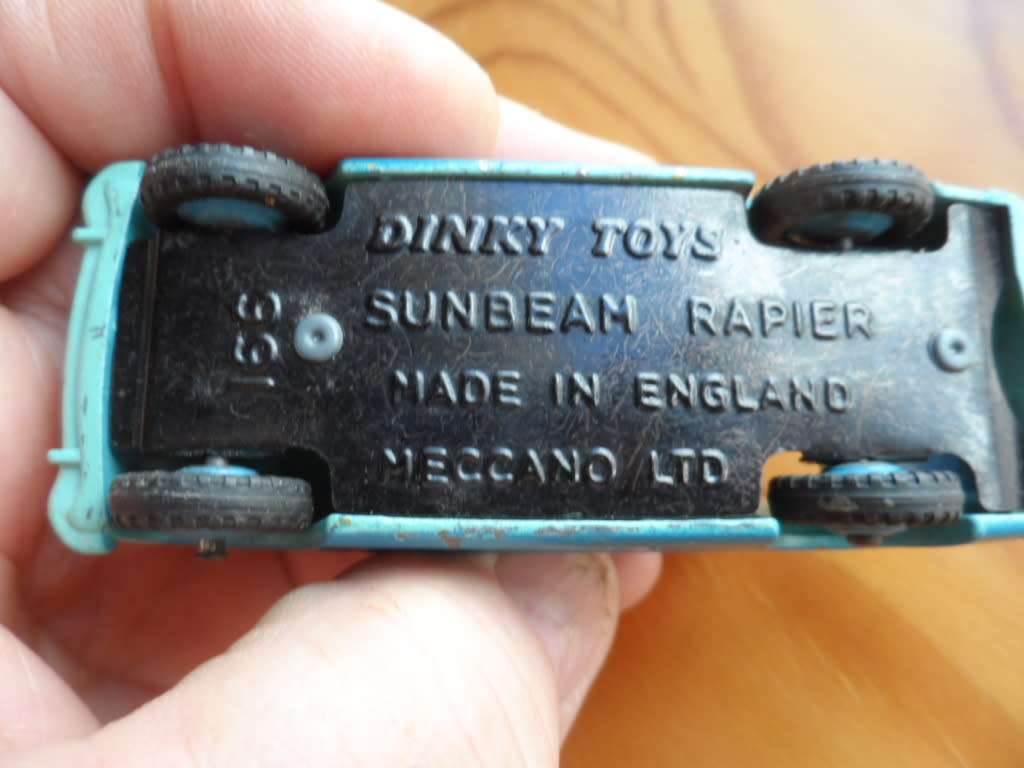 DINKY TOYS
166
SUNBEAM RAPIER
MADE IN ENGLAND
MECCANO LTD